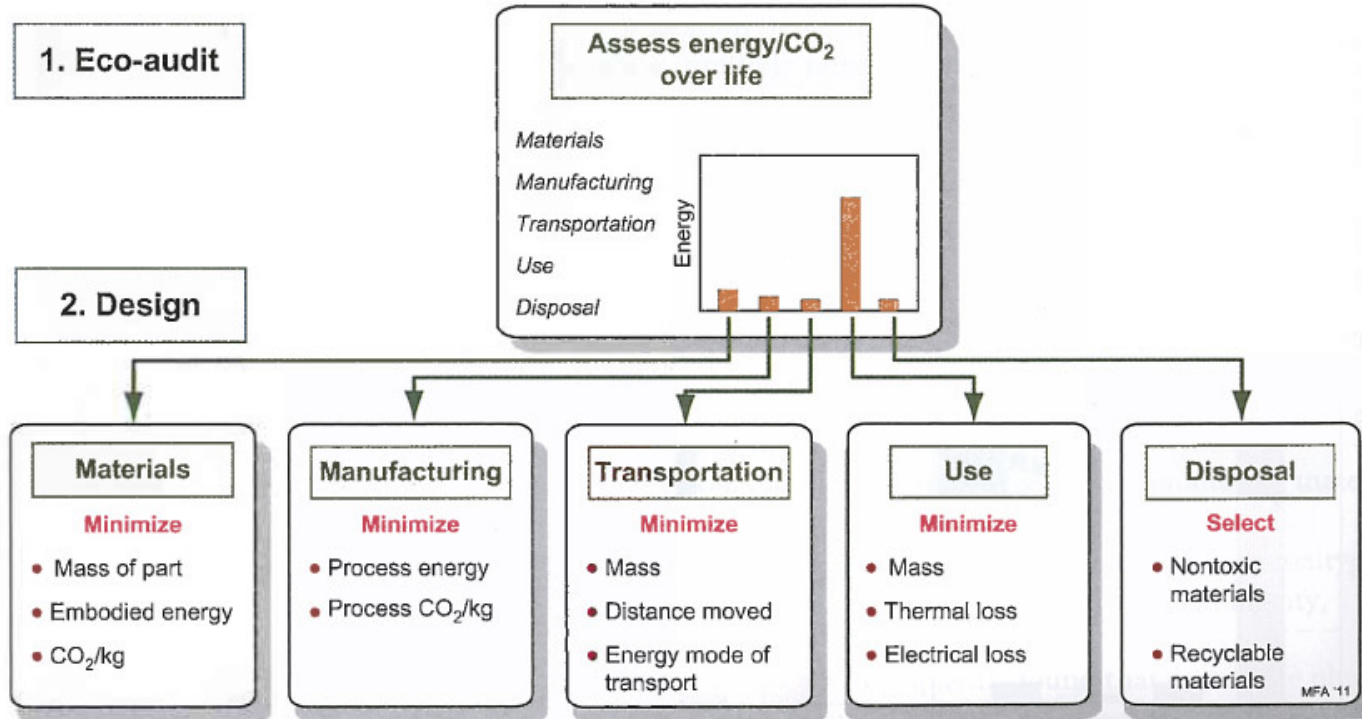 1. Eco-audit
Assess energy/CO₂
over life
Materials
Manufacturing
Transportation
Use
Disposal
Energy
2. Design
Materials
Minimize
• Mass of part
• Embodied energy
• CO₂/kg
Manufacturing
Minimize
• Process energy
• Process CO₂/kg
Transportation
Minimize
• Mass
• Distance moved
• Energy mode of
transport
Use
Minimize
• Mass
• Thermal loss
• Electrical loss
Disposal
Select
• Nontoxic
materials
• Recyclable
materials
MFA '11